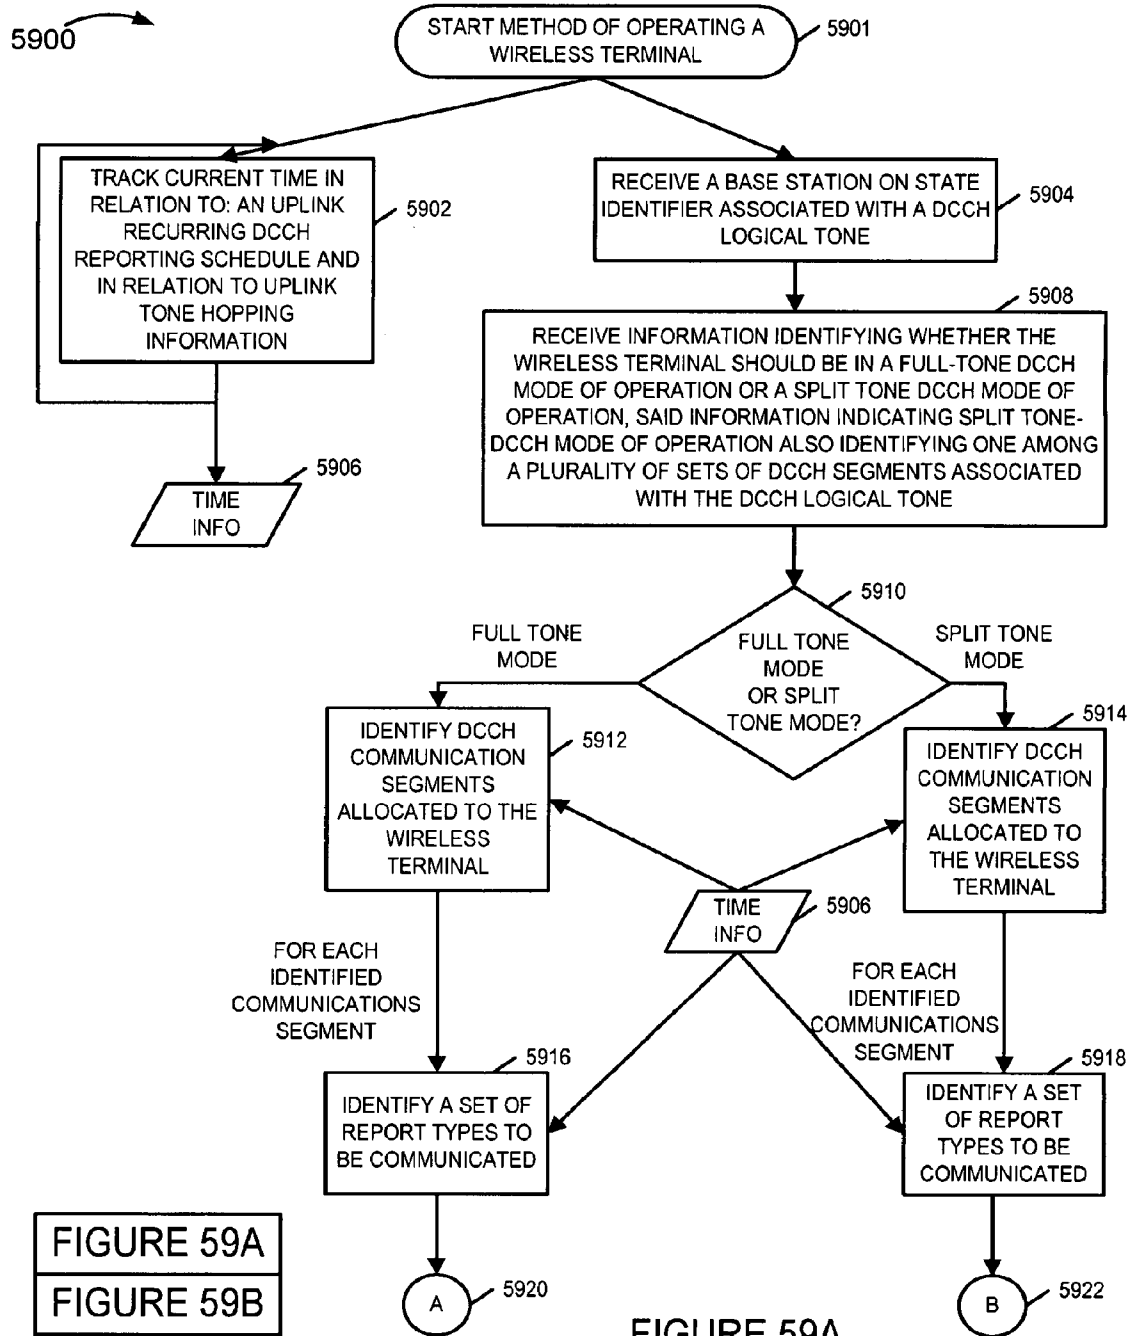 5900
START METHOD OF OPERATING A
WIRELESS TERMINAL
5901
TRACK CURRENT TIME IN
RELATION TO: AN UPLINK
RECURRING DCCH
REPORTING SCHEDULE AND
IN RELATION TO UPLINK
TONE HOPPING
INFORMATION
5902
RECEIVE A BASE STATION ON STATE
IDENTIFIER ASSOCIATED WITH A DCCH
LOGICAL TONE
5904
5906
TIME
INFO
5908
RECEIVE INFORMATION IDENTIFYING WHETHER THE
WIRELESS TERMINAL SHOULD BE IN A FULL-TONE DCCH
MODE OF OPERATION OR A SPLIT TONE DCCH MODE OF
OPERATION, SAID INFORMATION INDICATING SPLIT TONE-
DCCH MODE OF OPERATION ALSO IDENTIFYING ONE AMONG
A PLURALITY OF SETS OF DCCH SEGMENTS ASSOCIATED
WITH THE DCCH LOGICAL TONE
5910
FULL TONE
MODE
OR SPLIT
TONE MODE?
FULL TONE
MODE
SPLIT TONE
MODE
IDENTIFY DCCH
COMMUNICATION
SEGMENTS
ALLOCATED TO THE
WIRELESS
TERMINAL
5912
5914
IDENTIFY DCCH
COMMUNICATION
SEGMENTS
ALLOCATED TO
THE WIRELESS
TERMINAL
TIME
INFO
5906
FOR EACH
IDENTIFIED
COMMUNICATIONS
SEGMENT
FOR EACH
IDENTIFIED
COMMUNICATIONS
SEGMENT
5916
IDENTIFY A SET OF
REPORT TYPES TO
BE COMMUNICATED
5918
IDENTIFY A SET
OF REPORT
TYPES TO BE
COMMUNICATED
FIGURE 59A
FIGURE 59B
A
5920
B
5922
FIGURE 59A